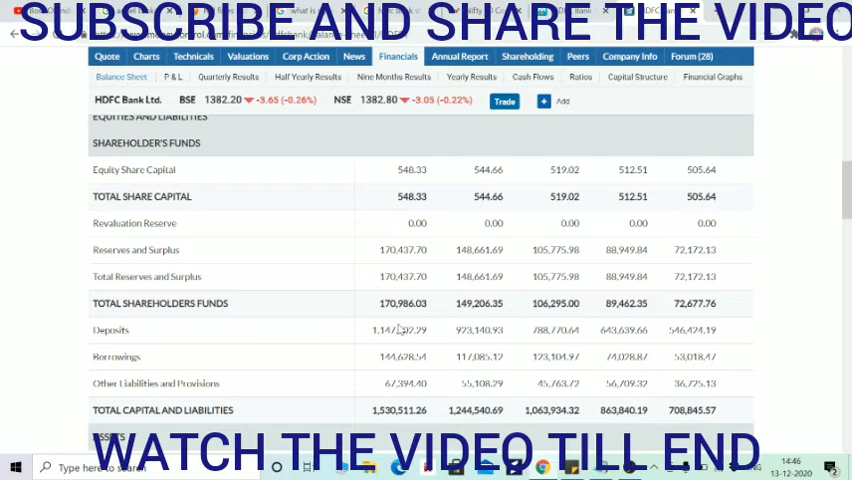 SUBSCRIBE AND SHARE THE VIDEO
Quote Charts Technicals Valuations Corp Action News Financials Annual Report Shareholding Peers Company Info Forum (28)
Balance Sheet P & L Quarterly Results Half Yearly Results Nine Months Results Yearly Results Cash Flows Ratios Capital Structure Financial Graphs
HDFC Bank Ltd. BSE 1382.20 -3.65 (-0.26%) NSE 1382.80 -3.05 (-0.22%) Trade + Add
EQUITIES AND LIABILITIES
SHAREHOLDER'S FUNDS
Equity Share Capital 548.33 544.66 519.02 512.51 505.64
TOTAL SHARE CAPITAL 548.33 544.66 519.02 512.51 505.64
Revaluation Reserve 0.00 0.00 0.00 0.00 0.00
Reserves and Surplus 170,437.70 148,661.69 105,775.98 88,949.84 72,172.13
Total Reserves and Surplus 170,437.70 148,661.69 105,775.98 88,949.84 72,172.13
TOTAL SHAREHOLDERS FUNDS 170,986.03 149,206.35 106,295.00 89,462.35 72,677.76
Deposits 923,140.93 788,770.64 643,639.66 546,424.19
Borrowings 144,628.54 117,085.12 123,104.97 74,028.87 53,018.47
Other Liabilities and Provisions 67,394.40 55,108.29 45,763.72 56,709.32 36,725.13
TOTAL CAPITAL AND LIABILITIES 1,530,511.26 1,244,540.69 1,063,934.32 863,840.19 708,845.57
ASSETS
WATCH THE VIDEO TILL END
Type here to search 14:46
13-12-2020